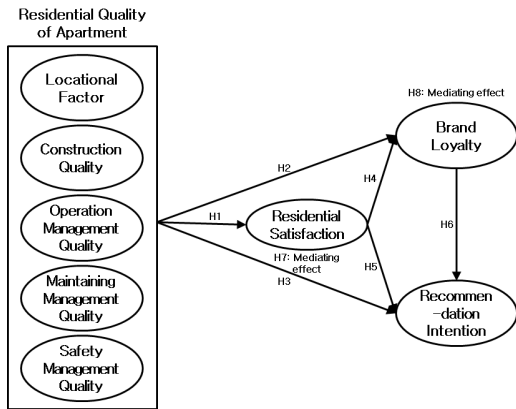 Residential Quality
of Apartment
Locational
Factor
Construction
Quality
Operation
Management
Quality
Maintaining
Management
Quality
Safety
Management
Quality
H1
H2
H7: Mediating
effect
H3
Residential
Satisfaction
H4
H5
H8: Mediating effect
Brand
Loyalty
H6
Recommen
-dation
Intention